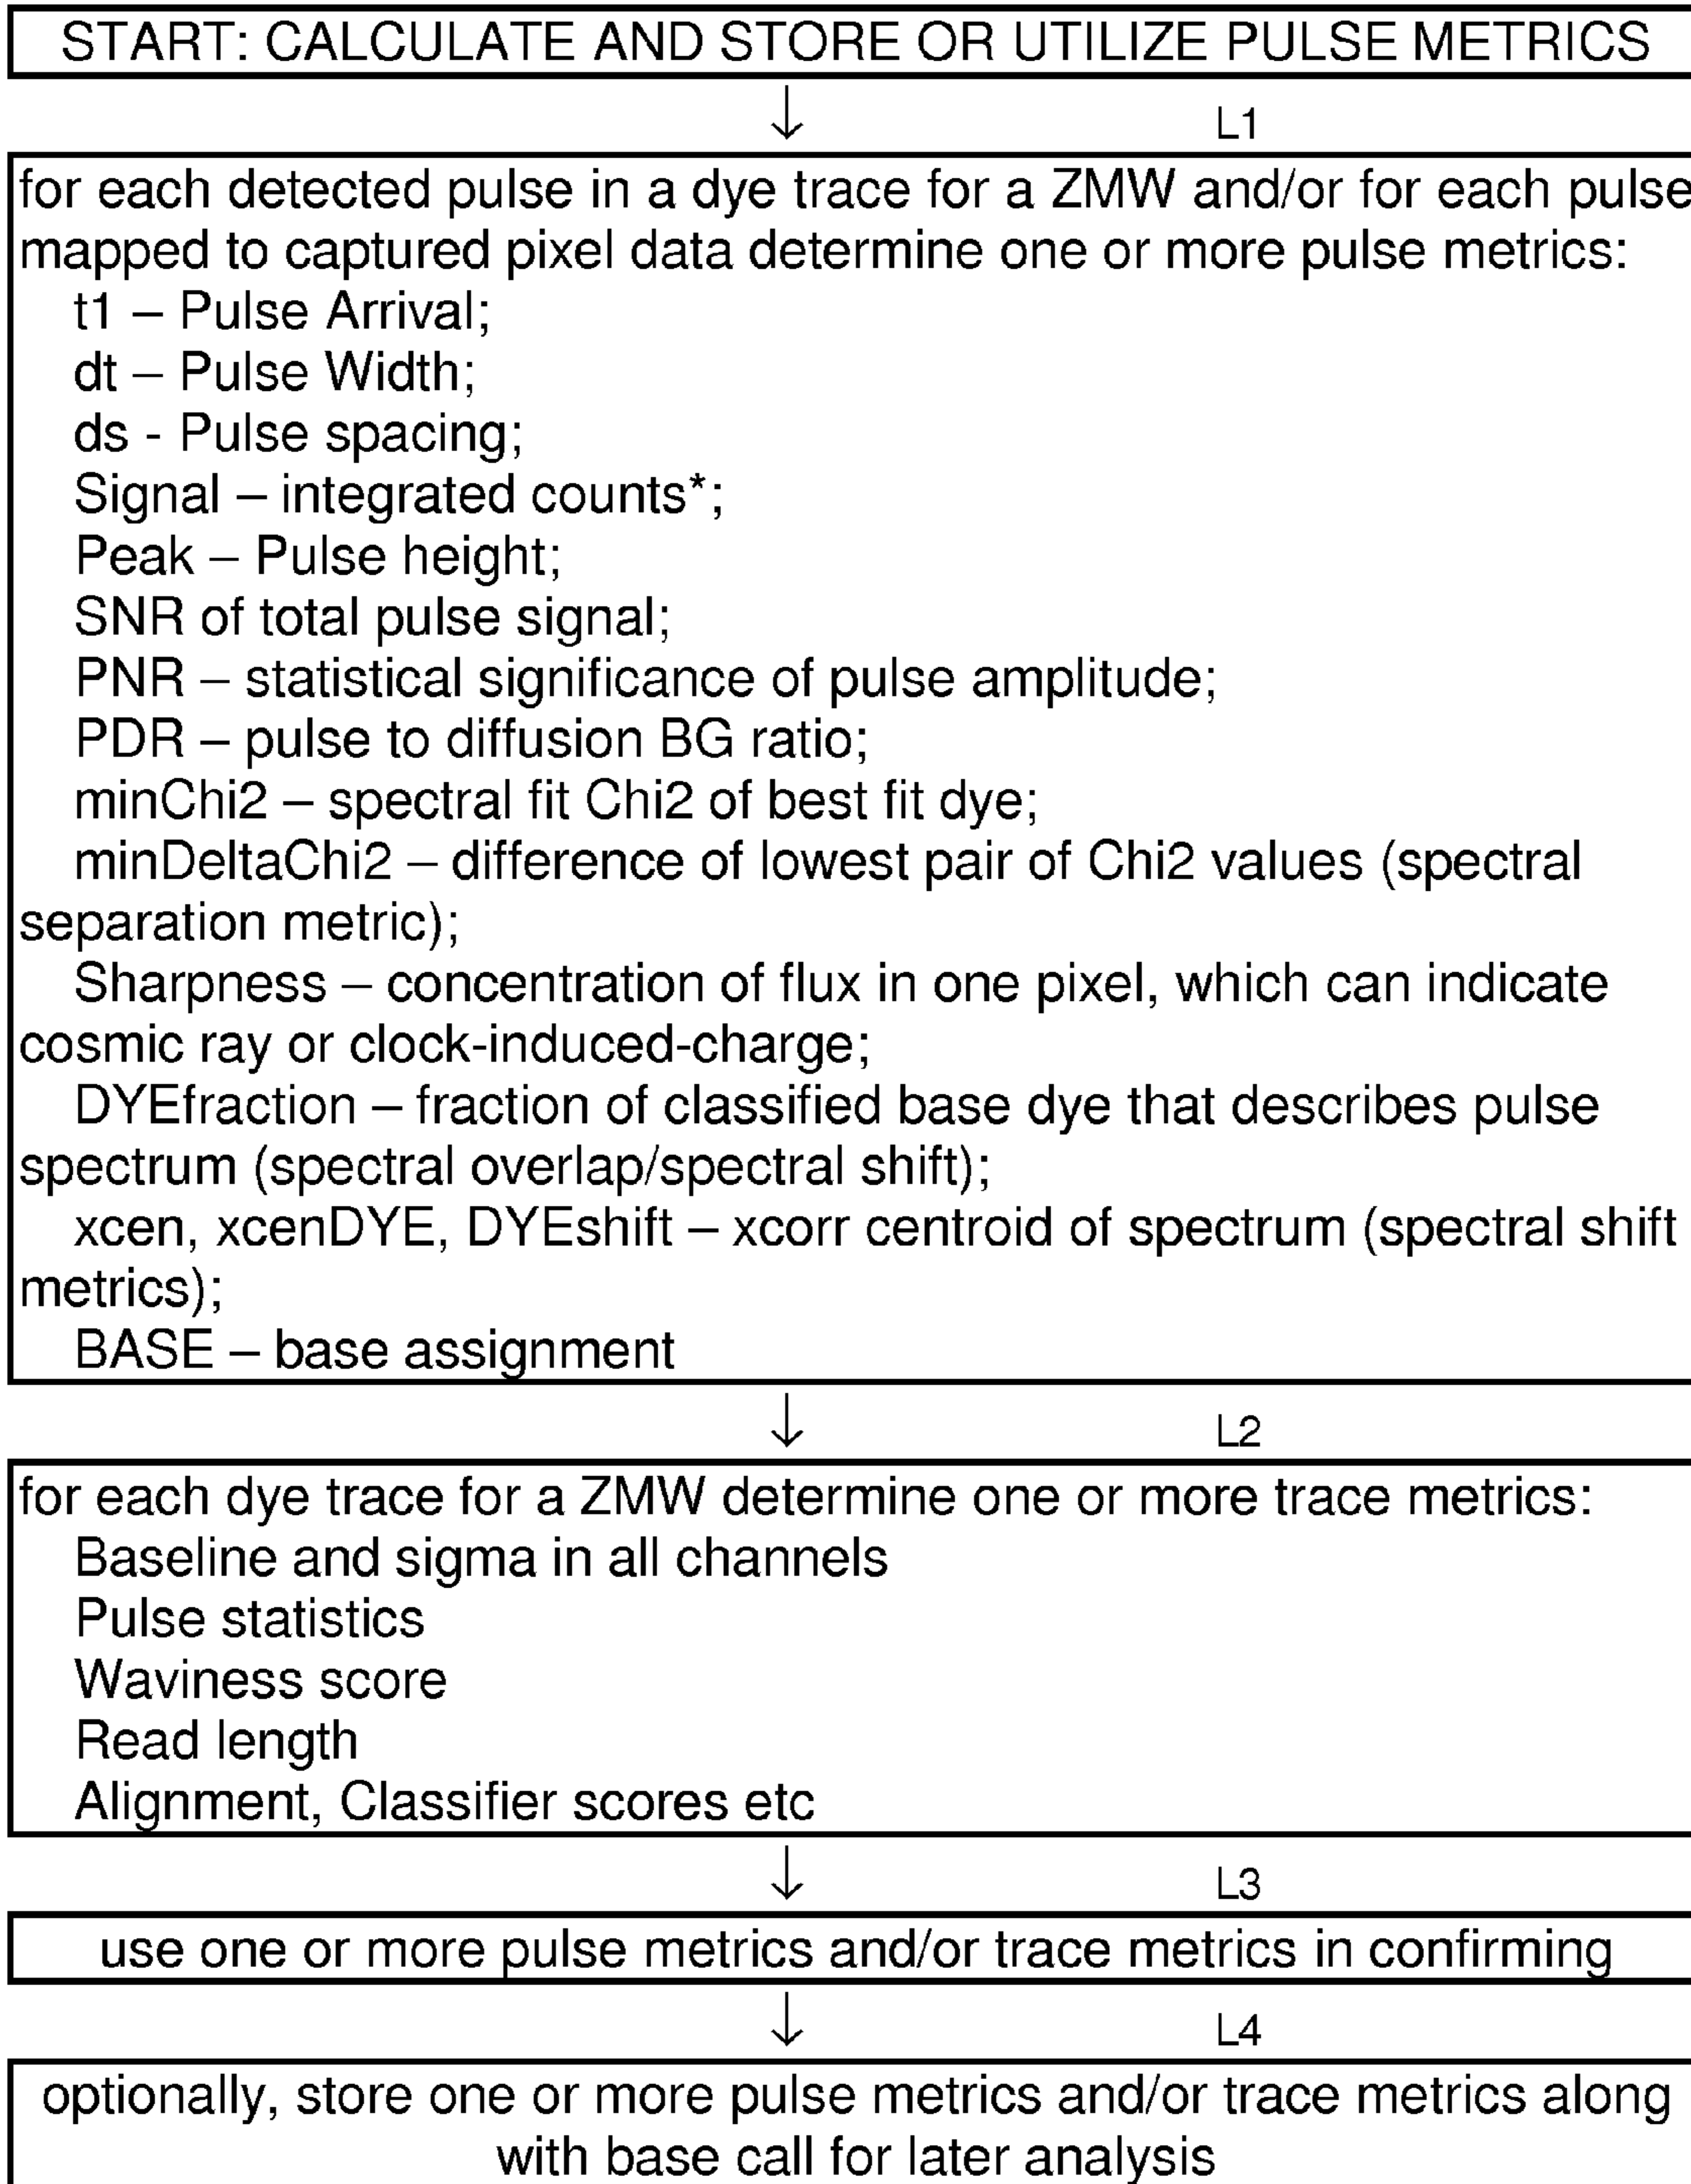 START: CALCULATE AND STORE OR UTILIZE PULSE METRICS
↓ L1
for each detected pulse in a dye trace for a ZMW and/or for each pulse
mapped to captured pixel data determine one or more pulse metrics:
t1 – Pulse Arrival;
dt – Pulse Width;
ds - Pulse spacing;
Signal – integrated counts*;
Peak – Pulse height;
SNR of total pulse signal;
PNR – statistical significance of pulse amplitude;
PDR – pulse to diffusion BG ratio;
minChi2 – spectral fit Chi2 of best fit dye;
minDeltaChi2 – difference of lowest pair of Chi2 values (spectral
separation metric);
Sharpness – concentration of flux in one pixel, which can indicate
cosmic ray or clock-induced-charge;
DYEfraction – fraction of classified base dye that describes pulse
spectrum (spectral overlap/spectral shift);
xcen, xcenDYE, DYEshift – xcorr centroid of spectrum (spectral shift
metrics);
BASE – base assignment
↓ L2
for each dye trace for a ZMW determine one or more trace metrics:
Baseline and sigma in all channels
Pulse statistics
Waviness score
Read length
Alignment, Classifier scores etc
↓ L3
use one or more pulse metrics and/or trace metrics in confirming
↓ L4
optionally, store one or more pulse metrics and/or trace metrics along
with base call for later analysis